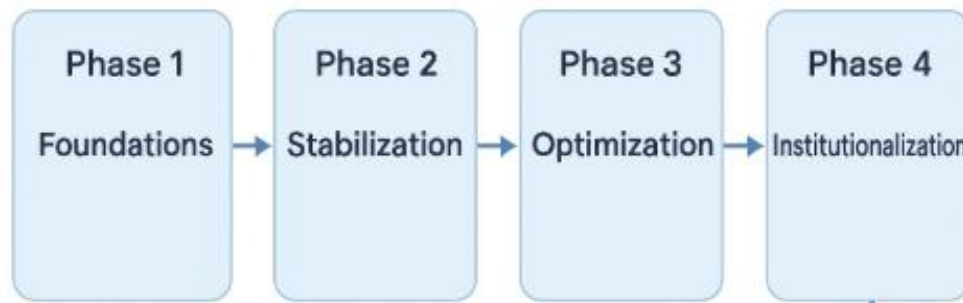 Phase 1
Foundations
Phase 2
Stabilization
Phase 3
Optimization
Phase 4
Institutionalization